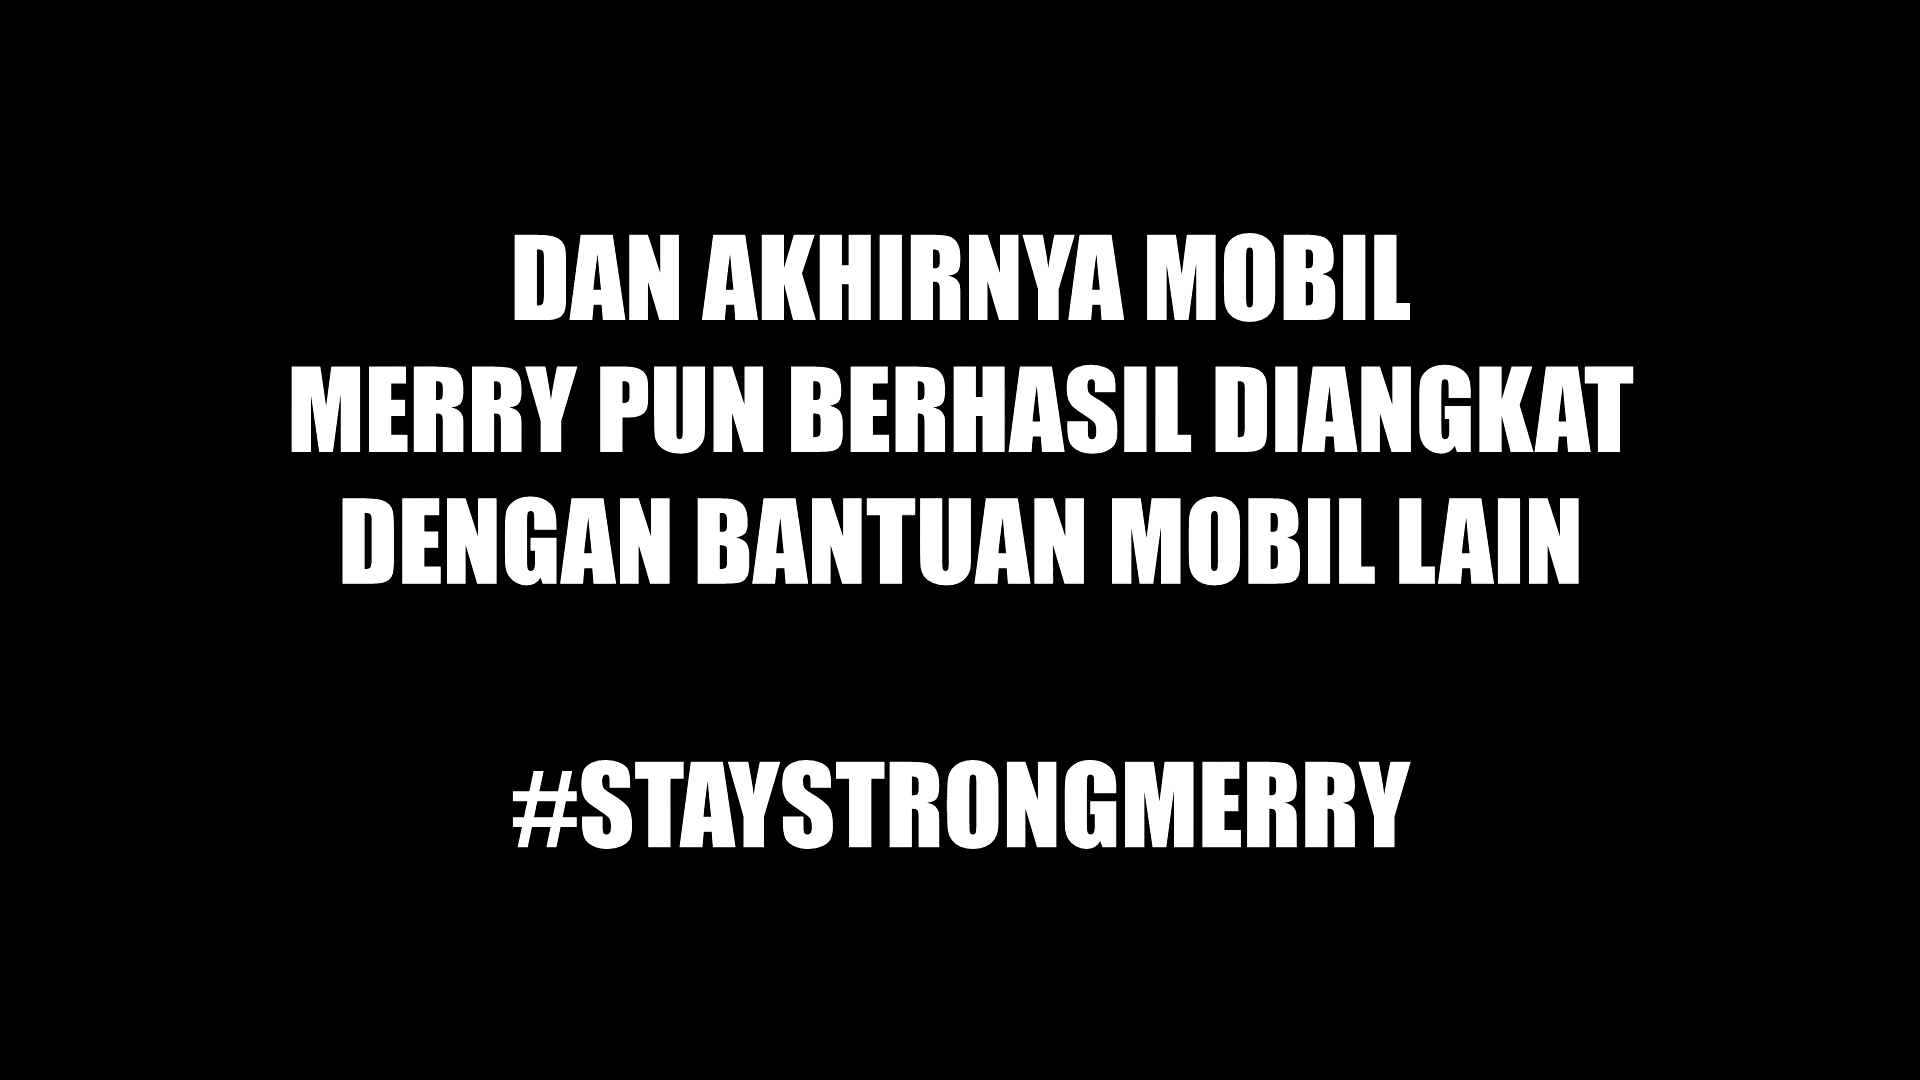 DAN AKHIRNYA MOBIL
MERRY PUN BERHASIL DIANGKAT
DENGAN BANTUAN MOBIL LAIN
#STAYSTRONGMERRY